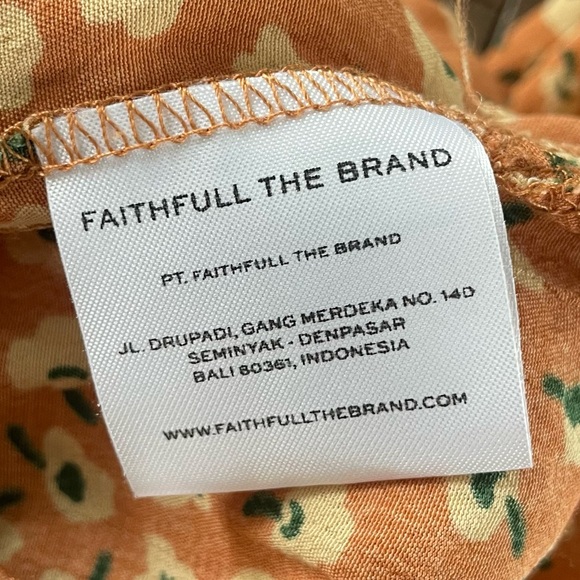 FAITHFULL THE BRAND
PT. FAITHFULL THE BRAND
JL. DRUPADI, GANG MERDEKA NO. 14D
SEMINYAK - DENPASAR
BALI 80361, INDONESIA
WWW.FAITHFULLTHEBRAND.COM